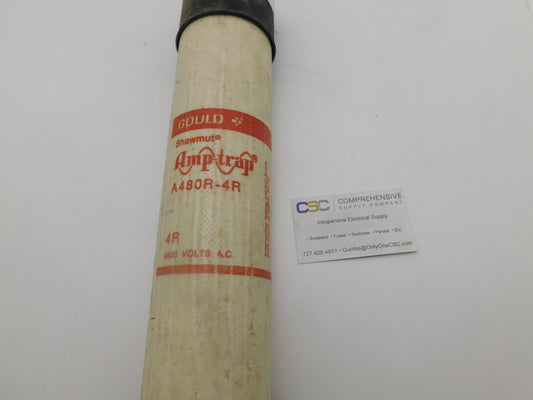 GOULD
Shawmut®
Amp-trap®
A480R-4R
4R
4800 VOLTS A.C.
CSC COMPREHENSIVE
SUPPLY COMPANY
Inexpensive Electrical Supply
• Breakers • Fuses • Switches • Panels • Etc
727.426.4651 • Quotes@OnlyOneCSC.com